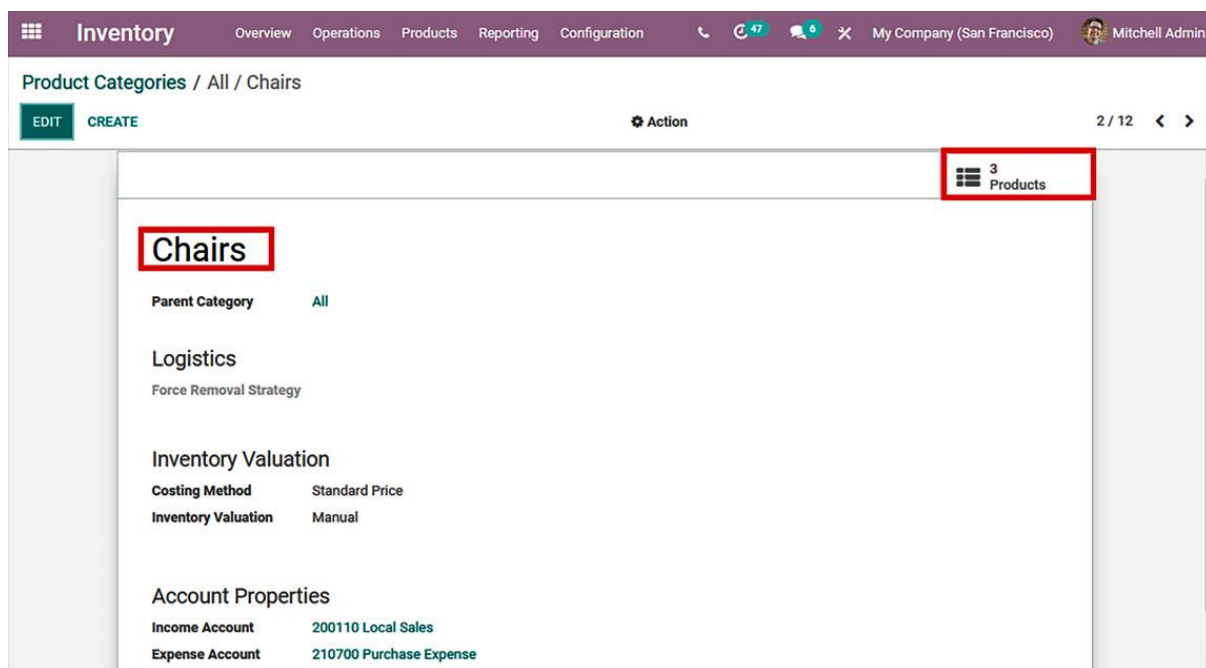 Inventory Overview Operations Products Reporting Configuration 47 6 My Company (San Francisco) Mitchell Admin
Product Categories / All / Chairs
EDIT CREATE Action 2 / 12
3
Products
Chairs
Parent Category All
Logistics
Force Removal Strategy
Inventory Valuation
Costing Method Standard Price
Inventory Valuation Manual
Account Properties
Income Account 200110 Local Sales
Expense Account 210700 Purchase Expense